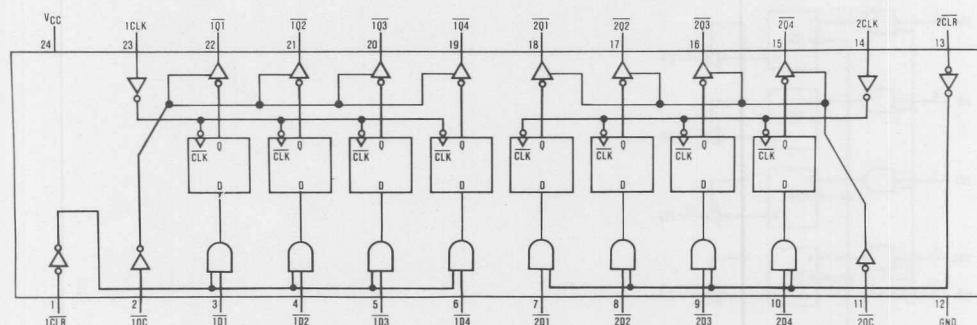 VCC 1CLK 1Q1 1Q2 1Q3 1Q4 2Q1 2Q2 2Q3 2Q4 2CLK 2CLR
24 23 22 21 20 19 18 17 16 15 14 13
Q Q Q Q Q Q Q Q
CLK CLK CLK CLK CLK CLK CLK CLK
D D D D D D D D
1 2 3 4 5 6 7 8 9 10 11 12
1CLR 1OC 1D1 1D2 1D3 1D4 2D1 2D2 2D3 2D4 2OC GND